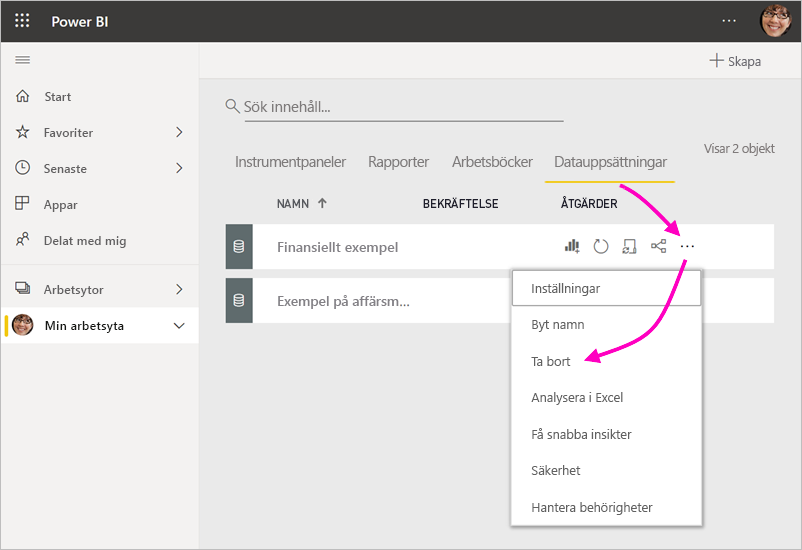 Power BI
Skapa
Start
Favoriter
Senaste
Appar
Delat med mig
Arbetsytor
Min arbetsyta
Sök innehåll...
Visar 2 objekt
Instrumentpaneler Rapporter Arbetsböcker Datauppsättningar
NAMN BEKRÄFTELSE ÅTGÄRDER
Finansiellt exempel
Exempel på affärsm...
Inställningar
Byt namn
Ta bort
Analysera i Excel
Få snabba insikter
Säkerhet
Hantera behörigheter